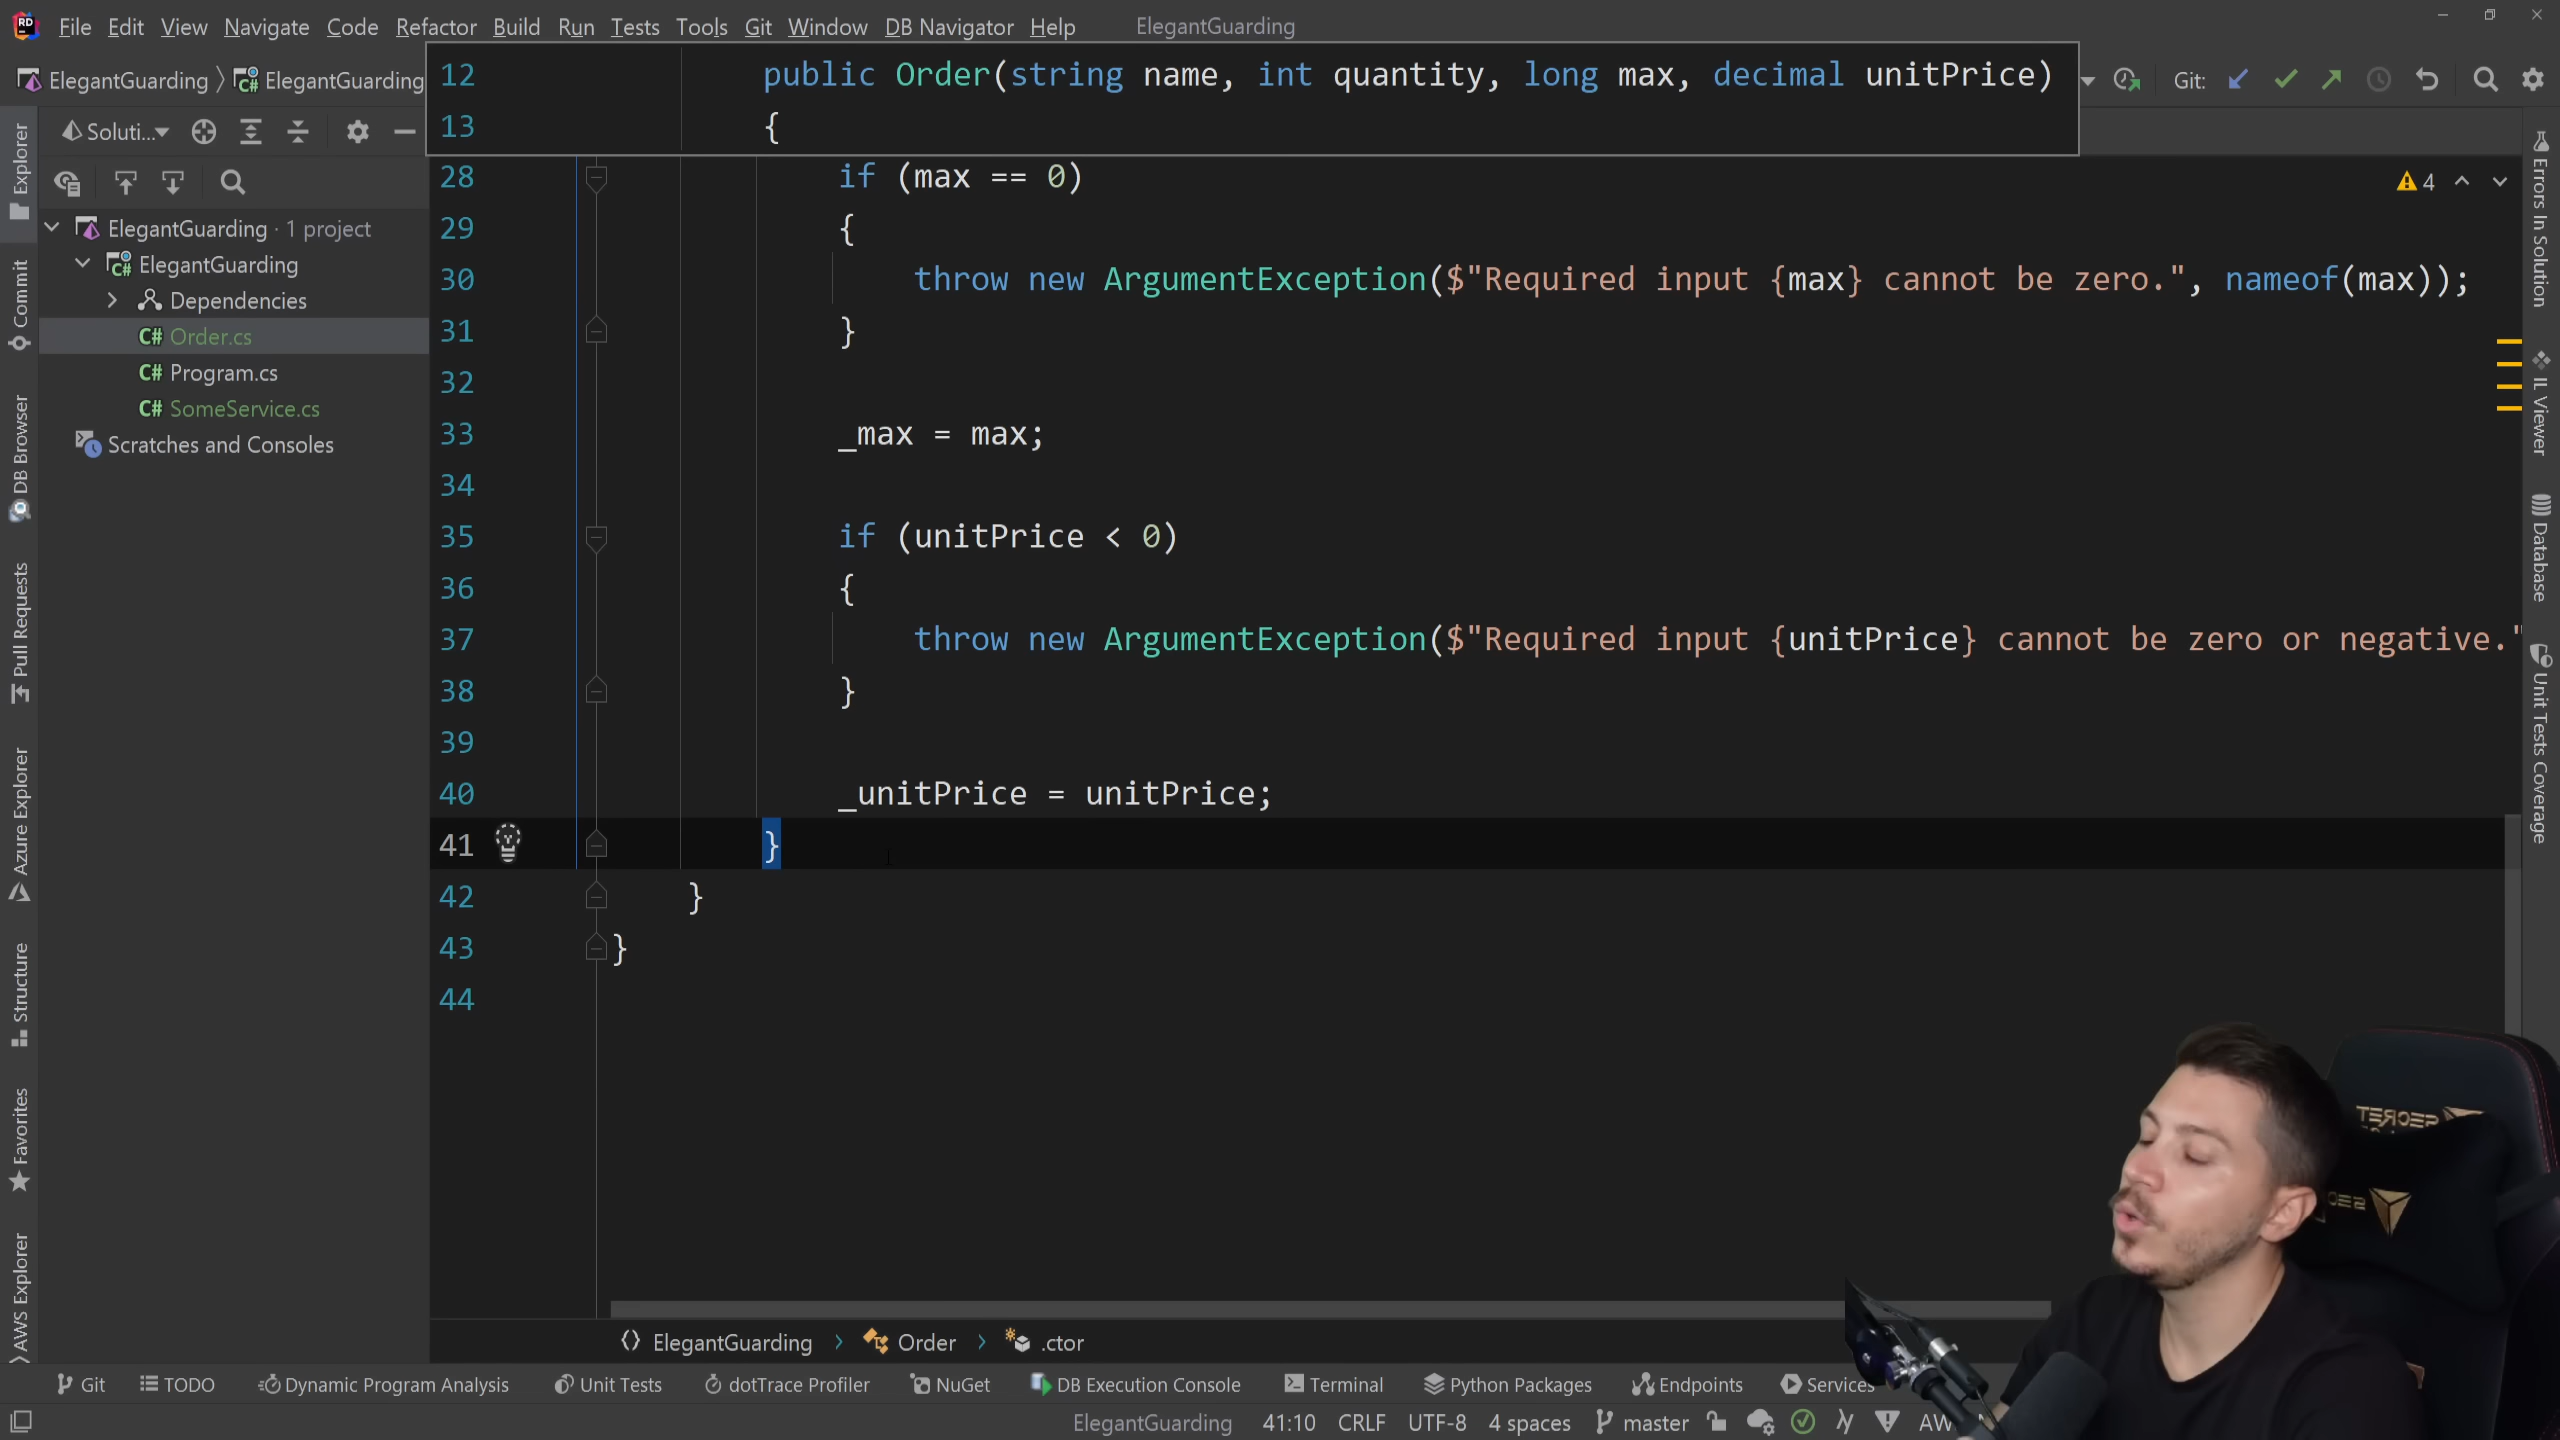 File Edit View Navigate Code Refactor Build Run Tests Tools Git Window DB Navigator Help ElegantGuarding
ElegantGuarding ElegantGuarding
Git:
12 public Order(string name, int quantity, long max, decimal unitPrice)
13 {
Soluti...
ElegantGuarding · 1 project
ElegantGuarding
Dependencies
C# Order.cs
C# Program.cs
C# SomeService.cs
Scratches and Consoles
28 if (max == 0)
4
29 {
30 throw new ArgumentException($"Required input {max} cannot be zero.", nameof(max));
31 }
32
33 _max = max;
34
35 if (unitPrice < 0)
36 {
37 throw new ArgumentException($"Required input {unitPrice} cannot be zero or negative."
38 }
39
40 _unitPrice = unitPrice;
41 }
42 }
43 }
44
Explorer
Commit
DB Browser
Pull Requests
Azure Explorer
Structure
Favorites
AWS Explorer
Errors In Solution
IL Viewer
Database
Unit Tests Coverage
SECRET
ElegantGuarding Order .ctor
Git TODO Dynamic Program Analysis Unit Tests dotTrace Profiler NuGet DB Execution Console Terminal Python Packages Endpoints Services
ElegantGuarding 41:10 CRLF UTF-8 4 spaces master